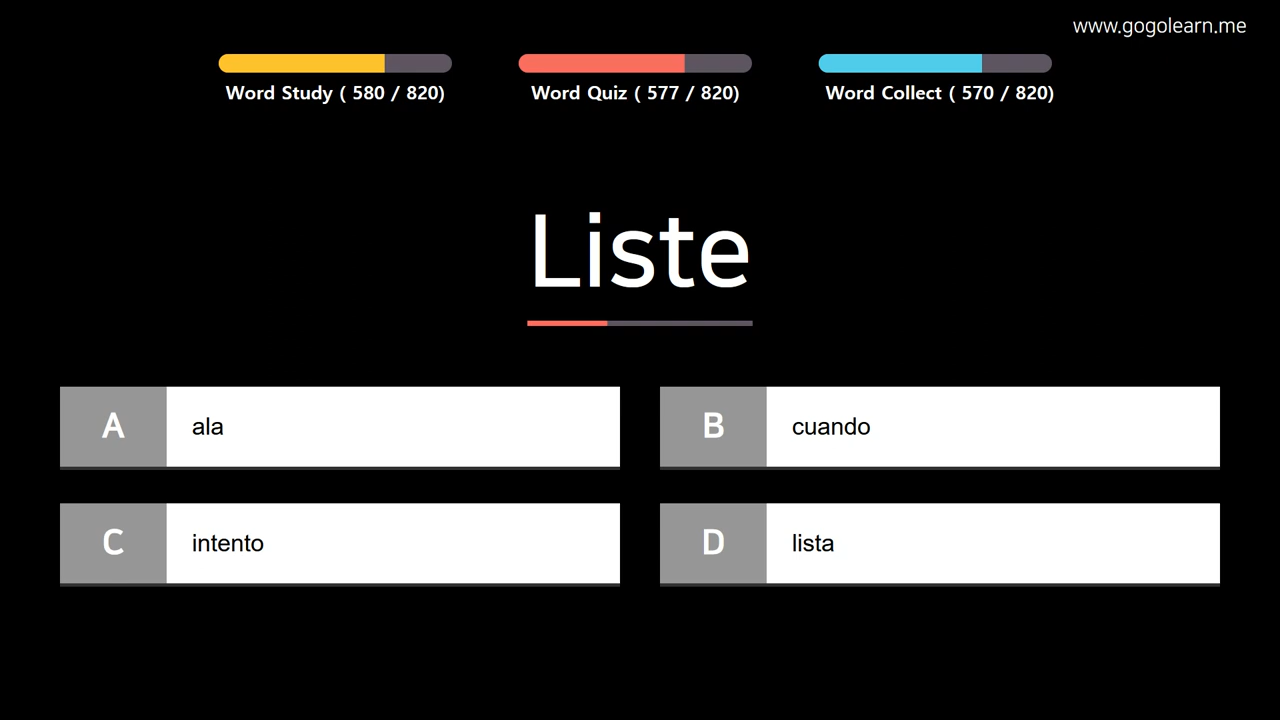 www.gogolearn.me
Word Study ( 580 / 820)
Word Quiz ( 577 / 820)
Word Collect ( 570 / 820)
Liste
A
ala
B
cuando
C
intento
D
lista